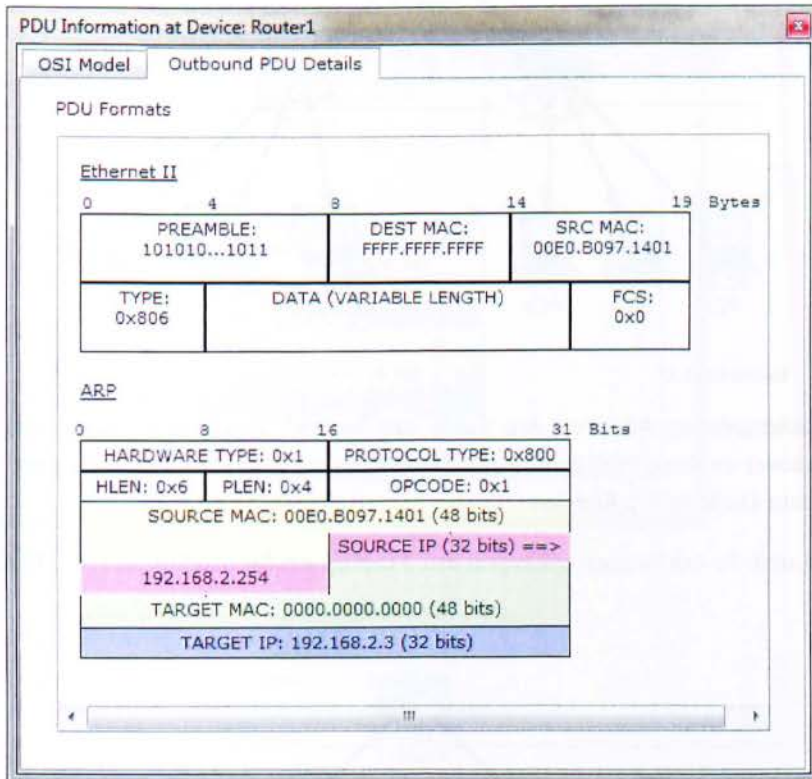 PDU Information at Device: Router1
OSI Model Outbound PDU Details
PDU Formats
Ethernet II
0 4 8 14 19 Bytes
PREAMBLE: DEST MAC: SRC MAC:
101010...1011 FFFF.FFFF.FFFF 00E0.B097.1401
TYPE: DATA (VARIABLE LENGTH) FCS:
0x806 0x0
ARP
0 8 16 31 Bits
HARDWARE TYPE: 0x1 PROTOCOL TYPE: 0x800
HLEN: 0x6 PLEN: 0x4 OPCODE: 0x1
SOURCE MAC: 00E0.B097.1401 (48 bits)
SOURCE IP (32 bits) ==>
192.168.2.254
TARGET MAC: 0000.0000.0000 (48 bits)
TARGET IP: 192.168.2.3 (32 bits)